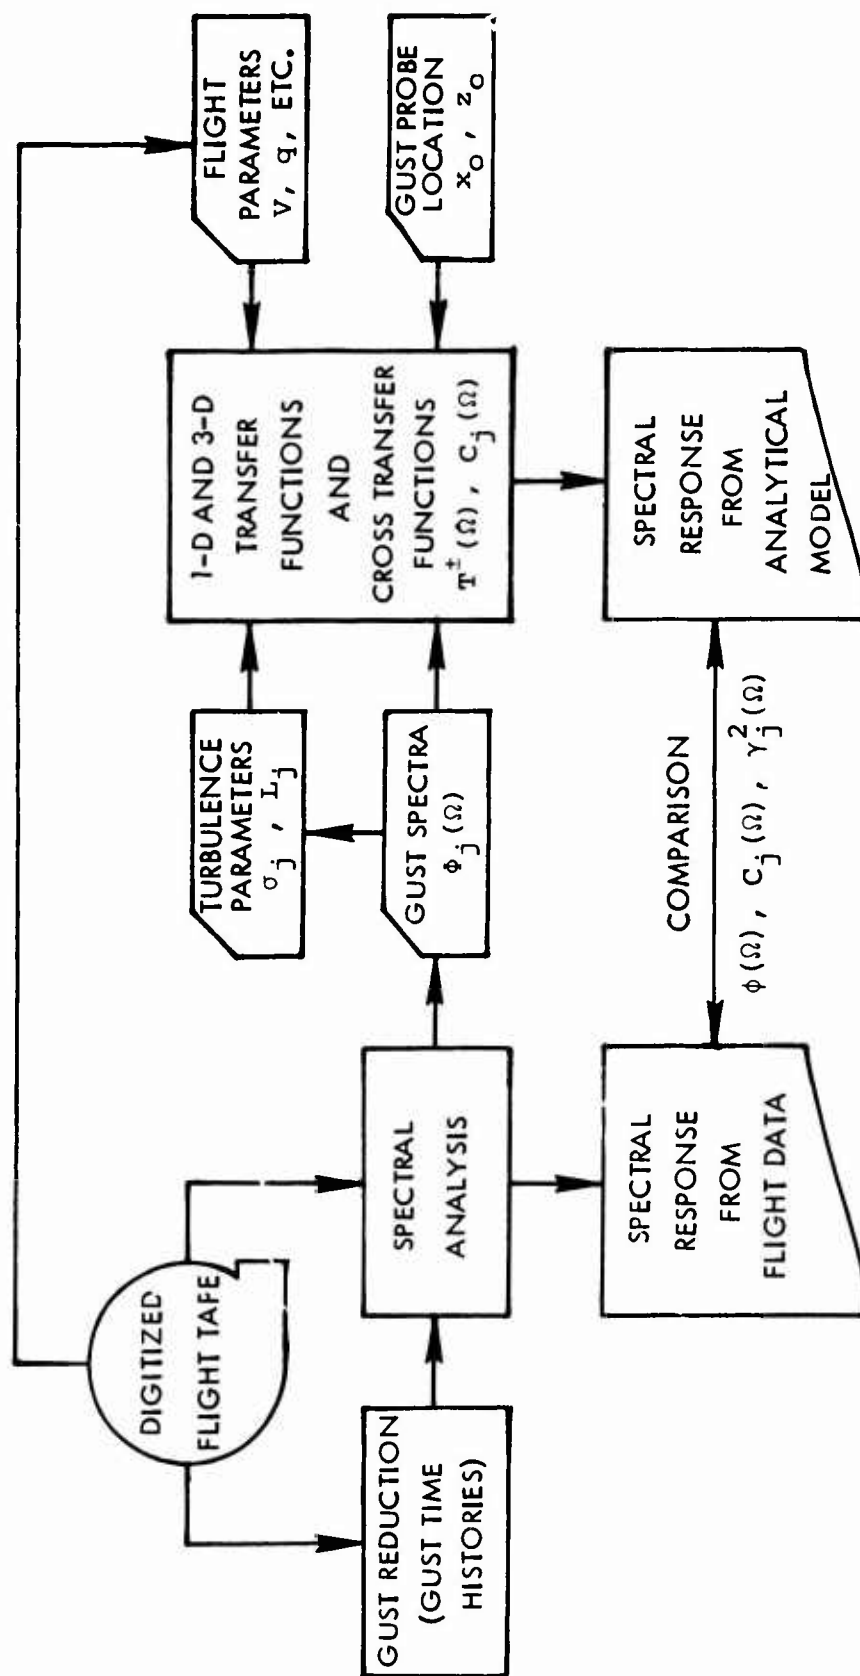 DIGITIZED
FLIGHT TAFE
GUST REDUCTION
(GUST TIME
HISTORIES)
SPECTRAL
ANALYSIS
SPECTRAL
RESPONSE
FROM
FLIGHT DATA
TURBULENCE
PARAMETERS
σj , Lj
GUST SPECTRA
Φj(Ω)
1-D AND 3-D
TRANSFER
FUNCTIONS
AND
CROSS TRANSFER
FUNCTIONS
T±(Ω), Cj(Ω)
FLIGHT
PARAMETERS
V, q, ETC.
GUST PROBE
LOCATION
xo , zo
SPECTRAL
RESPONSE
FROM
ANALYTICAL
MODEL
COMPARISON
φ(Ω), Cj(Ω), γj²(Ω)